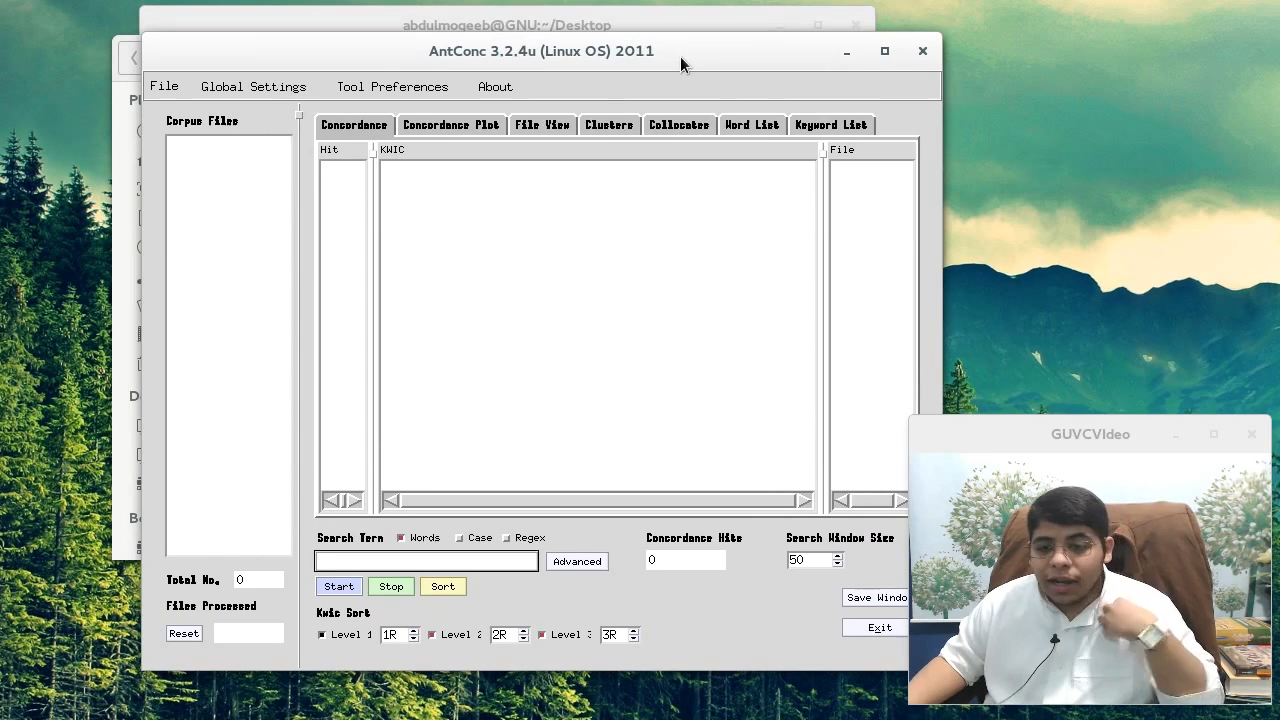 abdulmogeeb@GNU:~/Desktop
AntConc 3.2.4u (Linux OS) 2011
File Global Settings Tool Preferences About
Corpus Files
Concordance Concordance Plot File View Clusters Collocates Word List Keyword List
Hit KWIC File
GUVCVIdeo
Search Term Words Case Regex Concordance Hits Search Window Size
Advanced 0 50
Total No. 0
Start Stop Sort
Files Processed
Save Windo
Kwic Sort
Reset
Level 1 1R Level 2 2R Level 3 3R
Exit